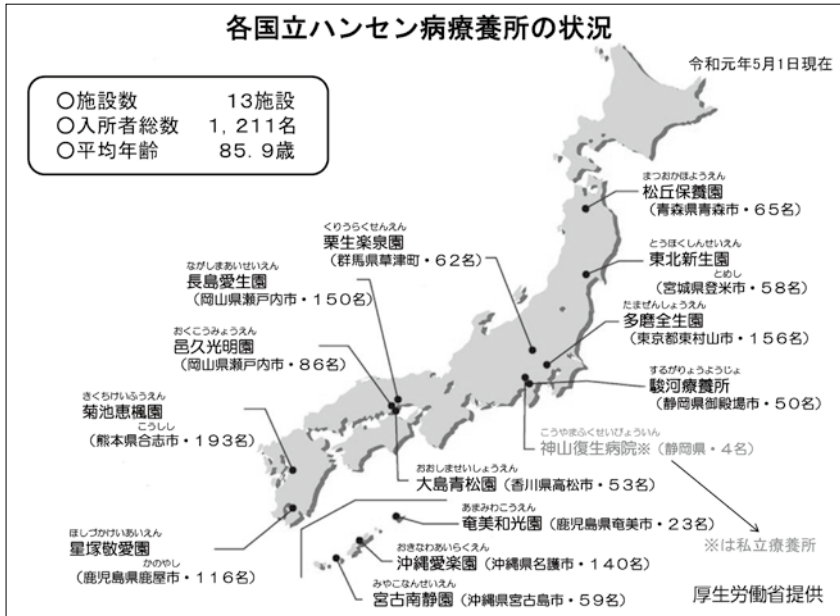 各国立ハンセン病療養所の状況
令和元年5月1日現在
○施設数 13施設
○入所者総数 1,211名
○平均年齢 85.9歳
まつおかほようえん
松丘保養園
(青森県青森市・65名)
とうほくしんせいえん
東北新生園
とめし
(宮城県登米市・58名)
くりうらくせんえん
栗生楽泉園
(群馬県草津町・62名)
たまぜんしょうえん
多磨全生園
(東京都東村山市・156名)
するがりょうようじょ
駿河療養所
(静岡県御殿場市・50名)
こうやまふくせいびょういん
神山復生病院※(静岡県・4名)
※は私立療養所
ながしまあいせいえん
長島愛生園
(岡山県瀬戸内市・150名)
おくこうみょうえん
邑久光明園
(岡山県瀬戸内市・86名)
おおしませいしょうえん
大島青松園(香川県高松市・53名)
きくちけいふうえん
菊池恵楓園
こうしし
(熊本県合志市・193名)
ほしづかけいあいえん
星塚敬愛園
かのやし
(鹿児島県鹿屋市・116名)
あまみわこうえん
奄美和光園(鹿児島県奄美市・23名)
おきなわあいらくえん
沖縄愛楽園(沖縄県名護市・140名)
みやこなんせいえん
宮古南静園(沖縄県宮古島市・59名)
厚生労働省提供